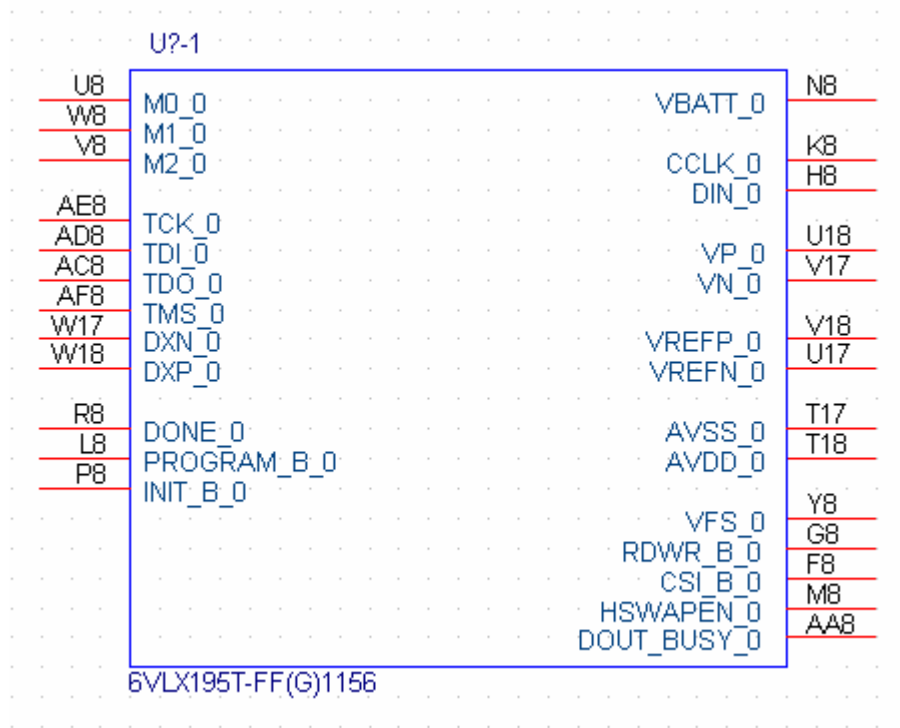 U?-1
U8 M0_0
W8 M1_0
V8 M2_0
AE8 TCK_0
AD8 TDI_0
AC8 TDO_0
AF8 TMS_0
W17 DXN_0
W18 DXP_0
R8 DONE_0
L8 PROGRAM_B_0
P8 INIT_B_0
VBATT_0 N8
CCLK_0 K8
DIN_0 H8
VP_0 U18
VN_0 V17
VREFP_0 V18
VREFN_0 U17
AVSS_0 T17
AVDD_0 T18
VFS_0 Y8
RDWR_B_0 G8
CSI_B_0 F8
HSWAPEN_0 M8
DOUT_BUSY_0 AA8
6VLX195T-FF(G)1156